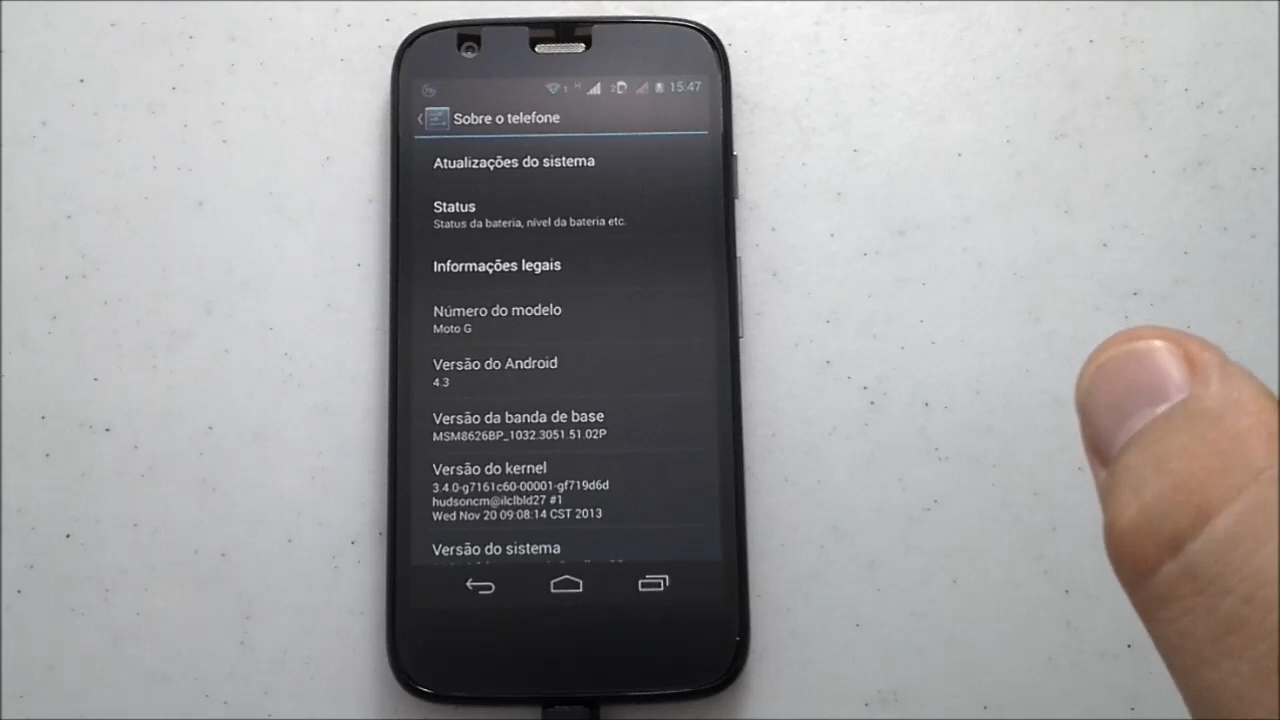 1 H 2 15:47
Sobre o telefone
Atualizações do sistema
Status
Status da bateria, nível da bateria etc.
Informações legais
Número do modelo
Moto G
Versão do Android
4.3
Versão da banda de base
MSM8626BP_1032.3051.51.02P
Versão do kernel
3.4.0-g7161c60-00001-gf719d6d
hudsoncm@ilclbld27 #1
Wed Nov 20 09:08:14 CST 2013
Versão do sistema